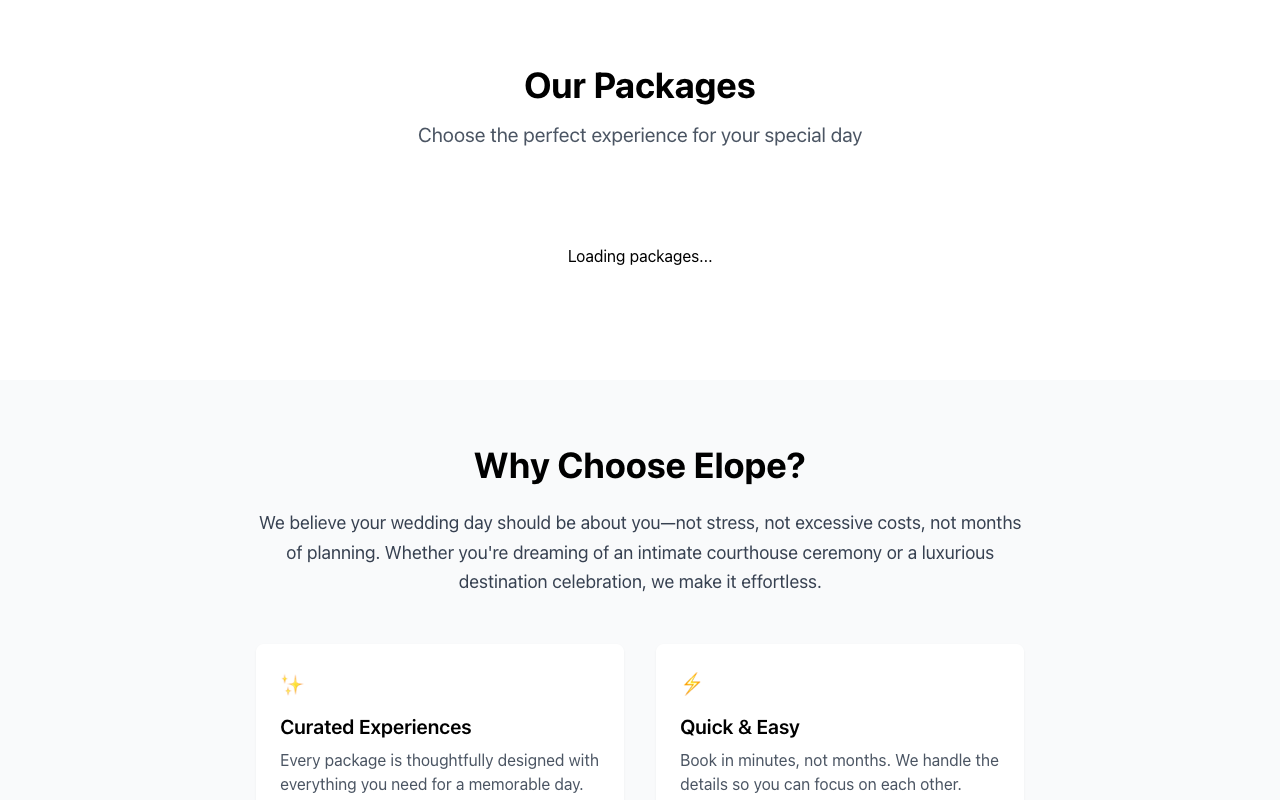 Our Packages
Choose the perfect experience for your special day
Loading packages...
Why Choose Elope?
We believe your wedding day should be about you—not stress, not excessive costs, not months
of planning. Whether you're dreaming of an intimate courthouse ceremony or a luxurious
destination celebration, we make it effortless.
Curated Experiences
Every package is thoughtfully designed with
everything you need for a memorable day.
Quick & Easy
Book in minutes, not months. We handle the
details so you can focus on each other.